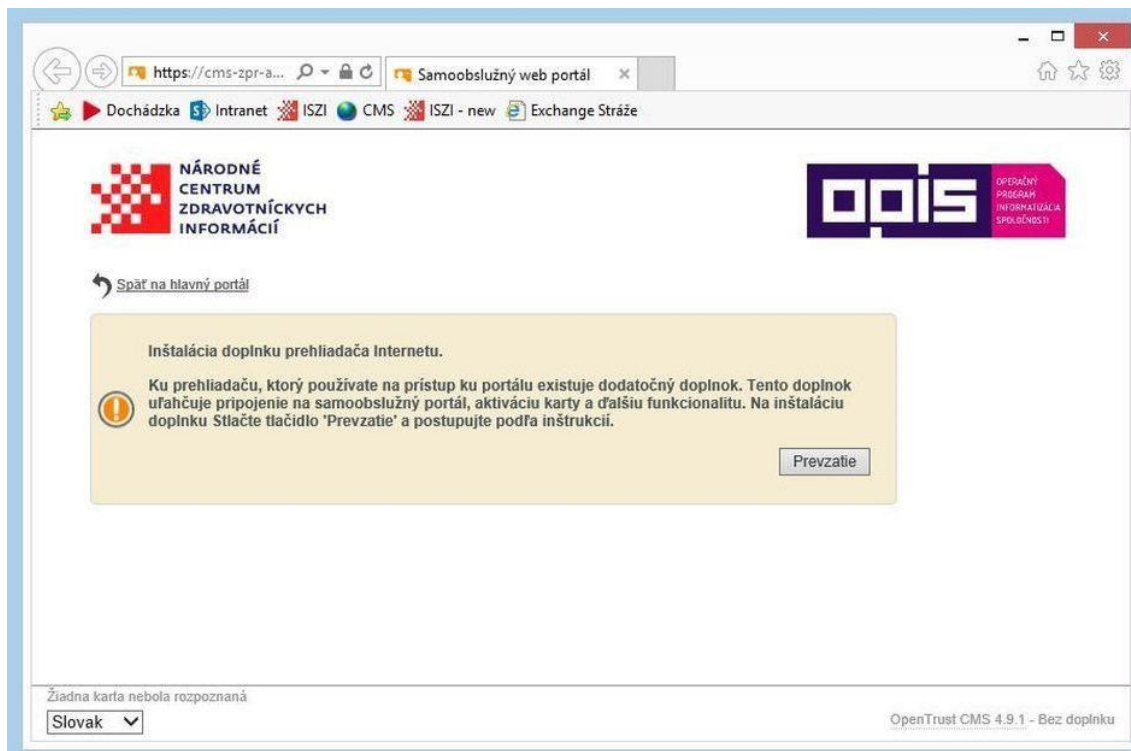 https://cms-zpr-a...
Samoobslužný web portál
Dochádzka Intranet ISZI CMS ISZI - new Exchange Stráže
NÁRODNÉ
CENTRUM
ZDRAVOTNÍCKYCH
INFORMÁCIÍ
opis
OPERAČNÝ
PROGRAM
INFORMATIZÁCIA
SPOLOČNOSTI
Späť na hlavný portál
Inštalácia doplnku prehliadača Internetu.
Ku prehliadaču, ktorý používate na prístup ku portálu existuje dodatočný doplnok. Tento doplnok
uľahčuje pripojenie na samoobslužný portál, aktiváciu karty a ďalšiu funkcionalitu. Na inštaláciu
doplnku Stlačte tlačidlo 'Prevzatie' a postupujte podľa inštrukcií.
Prevzatie
Žiadna karta nebola rozpoznaná
Slovak
OpenTrust CMS 4.9.1 - Bez doplnku